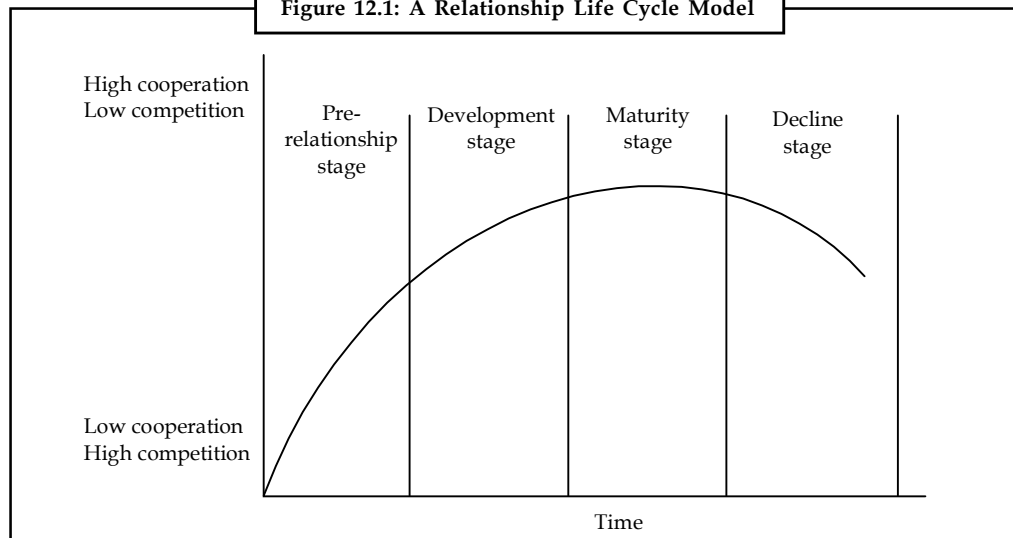 Figure 12.1: A Relationship Life Cycle Model
High cooperation
Low competition
Pre-
relationship
stage
Development
stage
Maturity
stage
Decline
stage
Low cooperation
High competition
Time